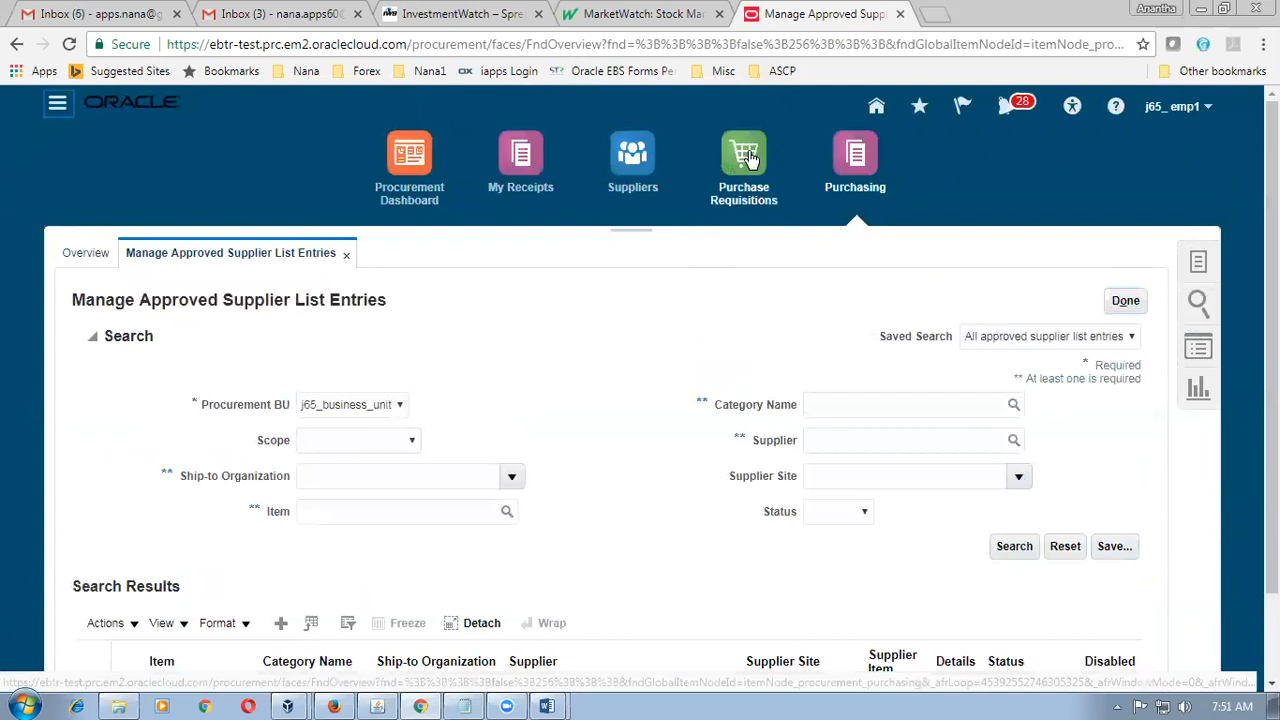 Inbox (6) - apps.nana@g
Inbox (3) - nana.apps60@
InvestmentWatch – Spre
MarketWatch: Stock Mar
Manage Approved Suppl
Anantha
Secure https://ebtr-test.prc.em2.oraclecloud.com/procurement/faces/FndOverview?fnd=%3B%3B%3B%3Bfalse%3B256%3B%3B%3B&fndGlobalItemNodeId=itemNode_pro...
Apps Suggested Sites Bookmarks Nana Forex Nana1 iapps Login Oracle EBS Forms Per Misc ASCP Other bookmarks
ORACLE
28
j65_emp1
Procurement Dashboard
My Receipts
Suppliers
Purchase Requisitions
Purchasing
Overview
Manage Approved Supplier List Entries
Manage Approved Supplier List Entries
Done
Search
Saved Search All approved supplier list entries
* Required
** At least one is required
* Procurement BU j65_business_unit
** Category Name
Scope
** Supplier
** Ship-to Organization
Supplier Site
** Item
Status
Search Reset Save...
Search Results
Actions View Format Freeze Detach Wrap
Item Category Name Ship-to Organization Supplier Supplier Site Supplier Item Details Status Disabled
7:51 AM